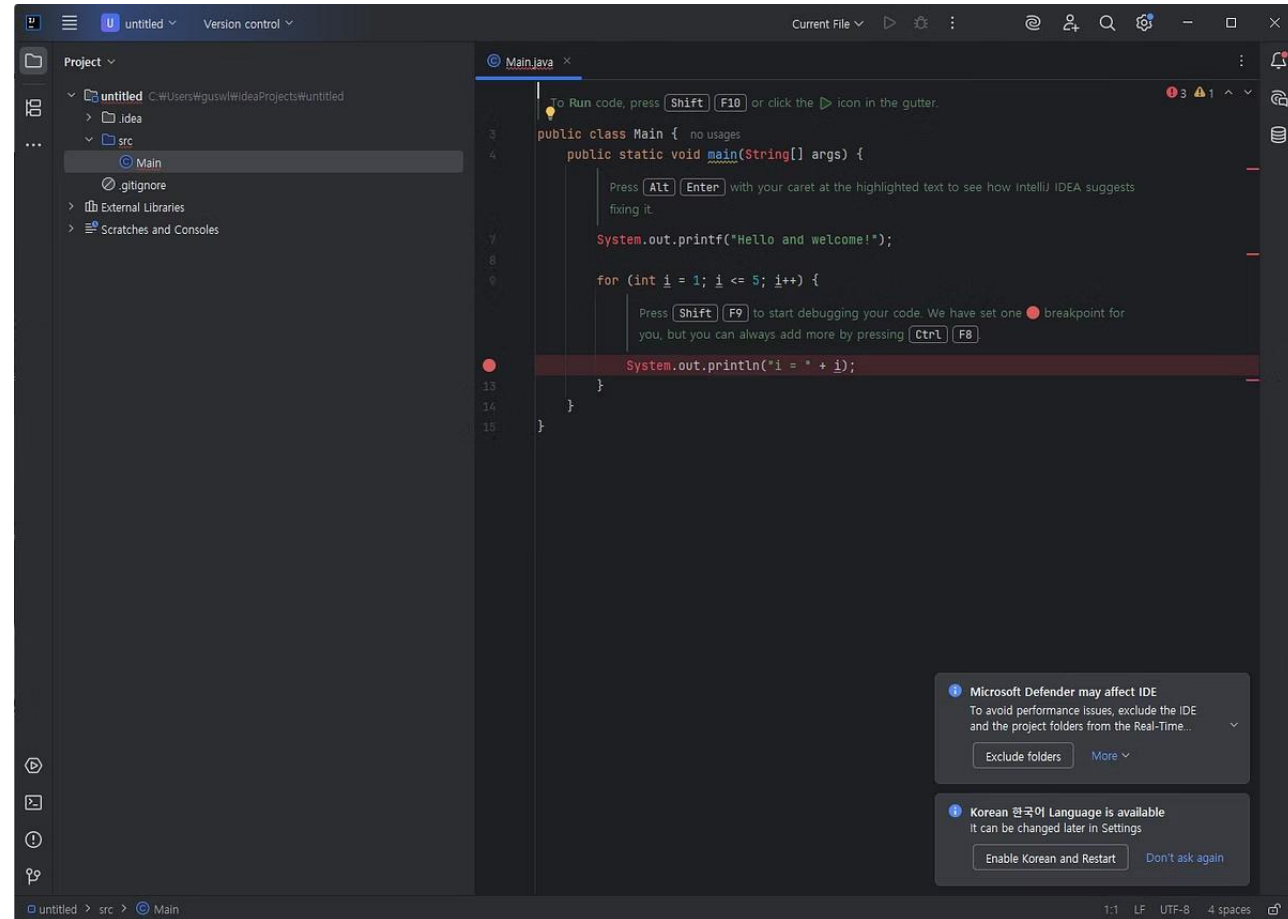 untitled
Version control
Current File
Project
Main.java
untitled C:₩Users₩guswl₩IdeaProjects₩untitled
.idea
src
Main
.gitignore
External Libraries
Scratches and Consoles
3 1
To Run code, press Shift F10 or click the icon in the gutter.
3 public class Main { no usages
4 public static void main(String[] args) {
Press Alt Enter with your caret at the highlighted text to see how IntelliJ IDEA suggests
fixing it.
7 System.out.printf("Hello and welcome!");
8
9 for (int i = 1; i <= 5; i++) {
Press Shift F9 to start debugging your code. We have set one breakpoint for
you, but you can always add more by pressing Ctrl F8.
System.out.println("i = " + i);
13 }
14 }
15 }
Microsoft Defender may affect IDE
To avoid performance issues, exclude the IDE
and the project folders from the Real-Time...
Exclude folders More
Korean 한국어 Language is available
It can be changed later in Settings
Enable Korean and Restart Don't ask again
untitled > src > Main
1:1 LF UTF-8 4 spaces